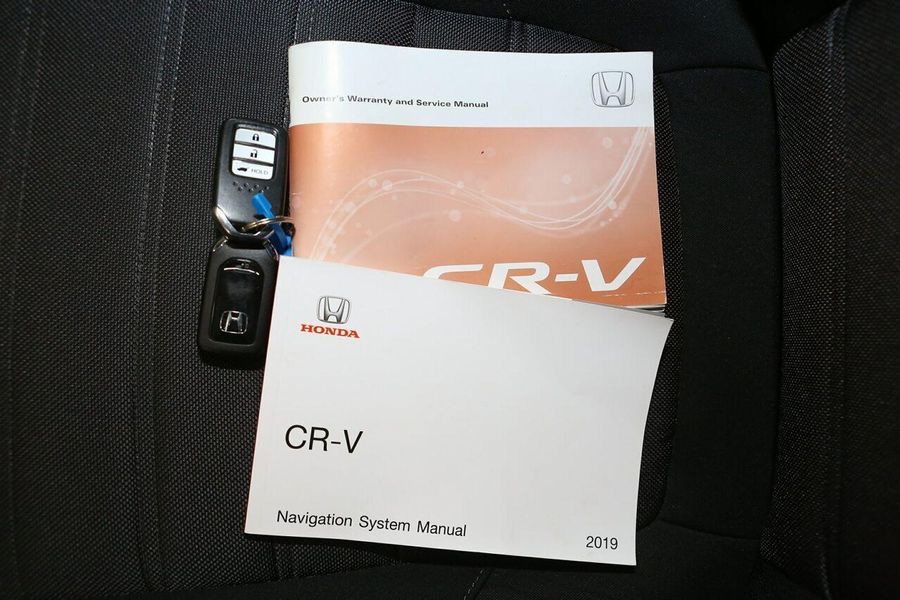 Owner's Warranty and Service Manual
HOLD
CR-V
HONDA
CR-V
Navigation System Manual
2019